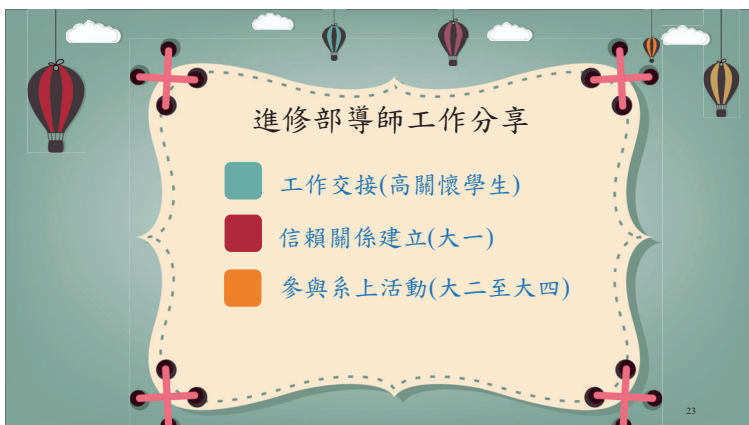 進修部導師工作分享
工作交接(高關懷學生)
信賴關係建立(大一)
參與系上活動(大二至大四)
23